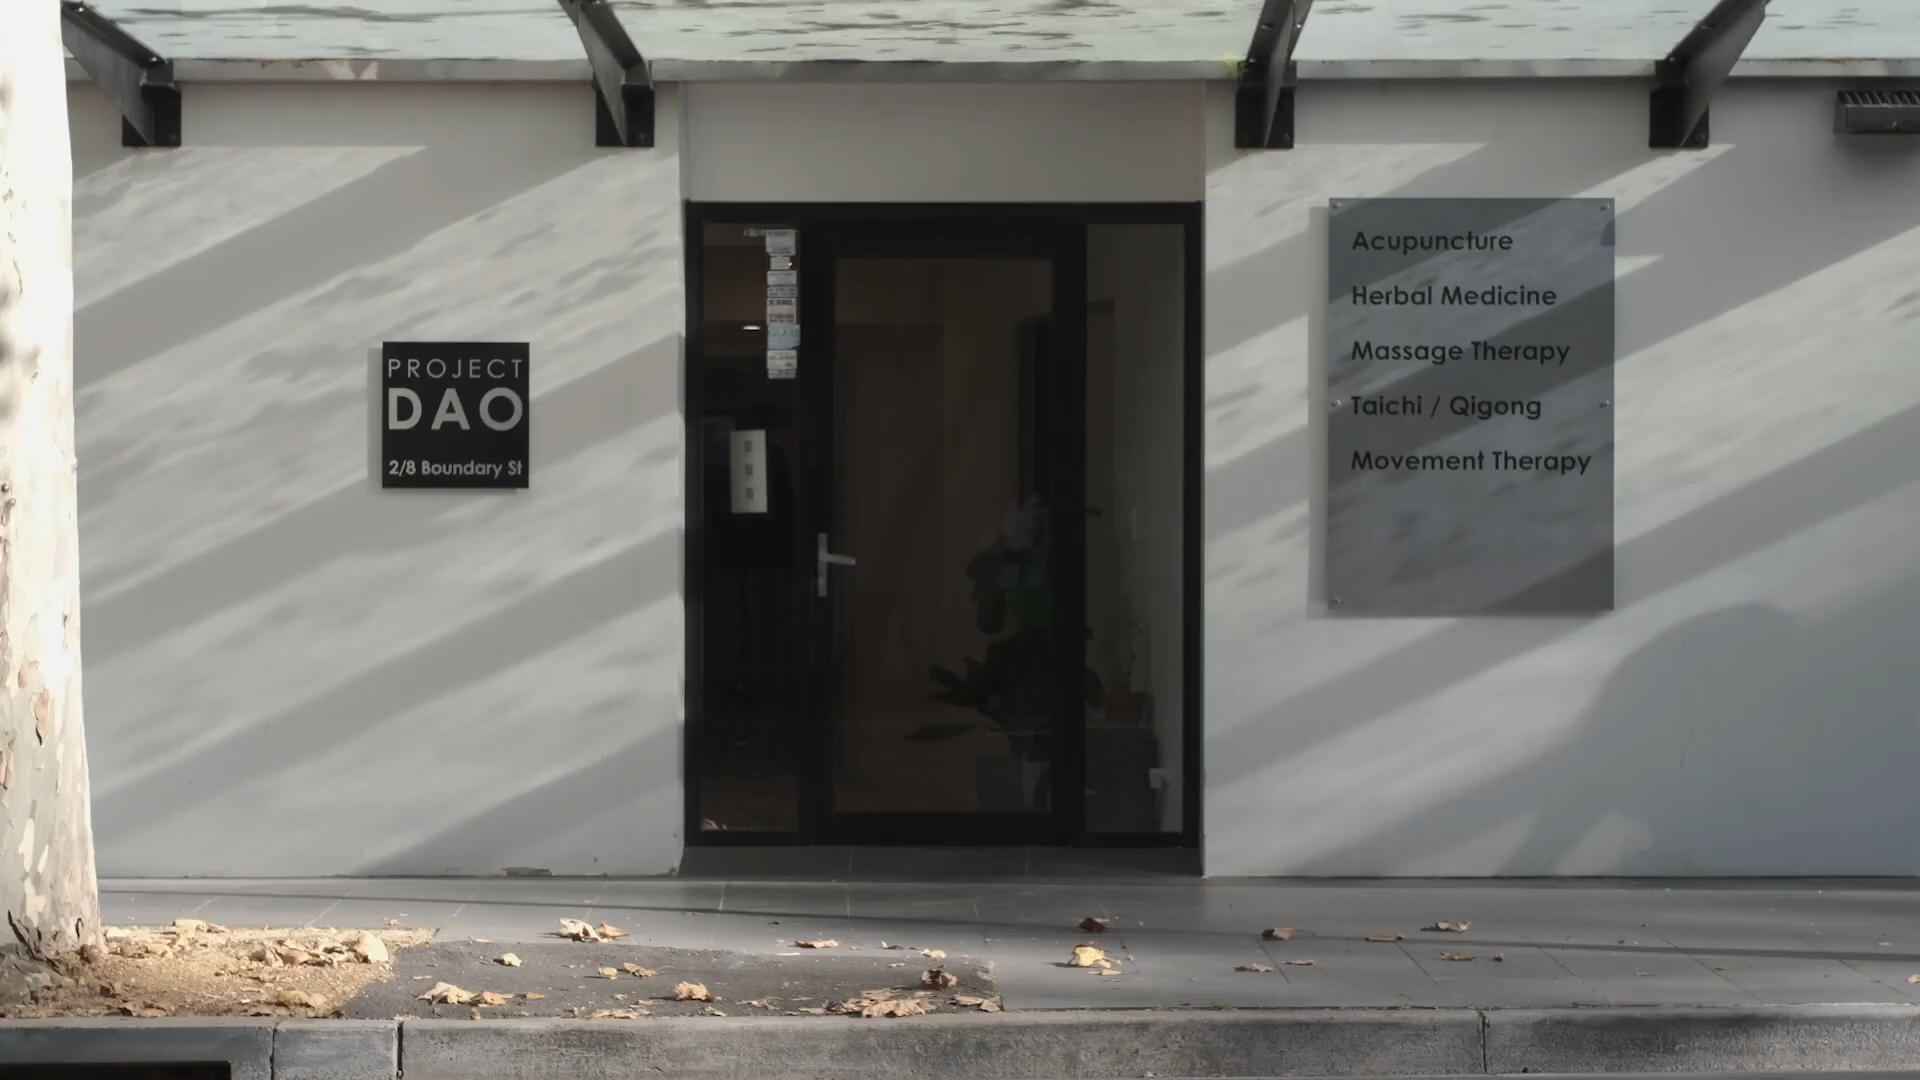 PROJECT
DAO
2/8 Boundary St
Acupuncture
Herbal Medicine
Massage Therapy
Taichi / Qigong
Movement Therapy